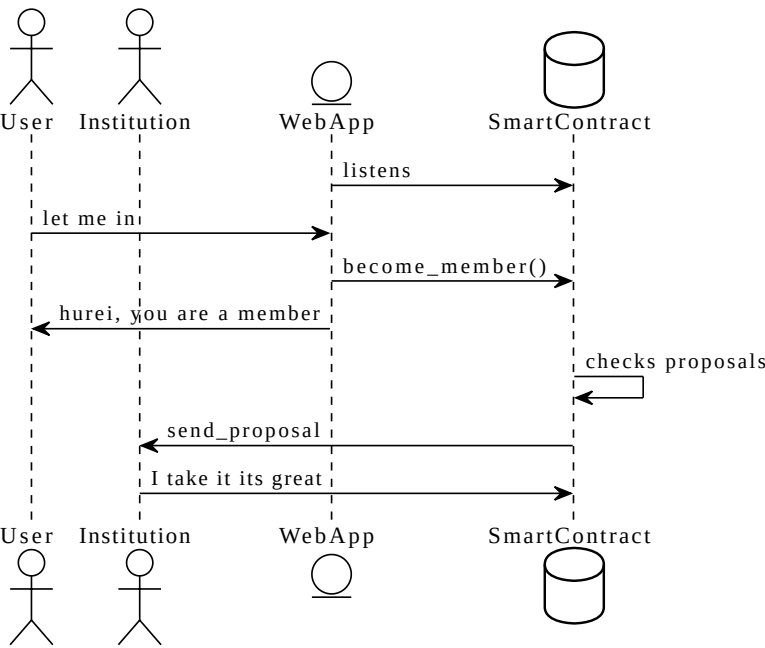 User Institution WebApp SmartContract
listens
let me in
become_member()
hurei, you are a member
checks proposals
send_proposal
I take it its great
User Institution WebApp SmartContract